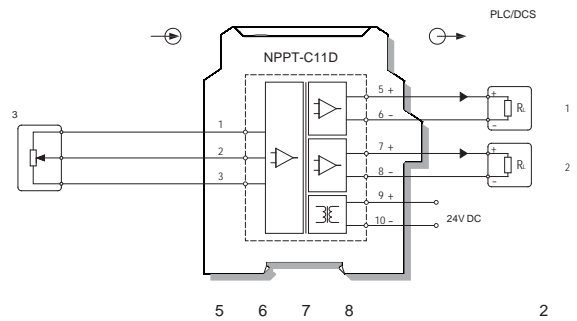 PLC/DCS
NPPT-C11D
3
1
2
3
5 +
6 –
7 +
8 –
9 +
10 –
24V DC
+
–
RL
1
+
–
RL
2
5 6 7 8 2